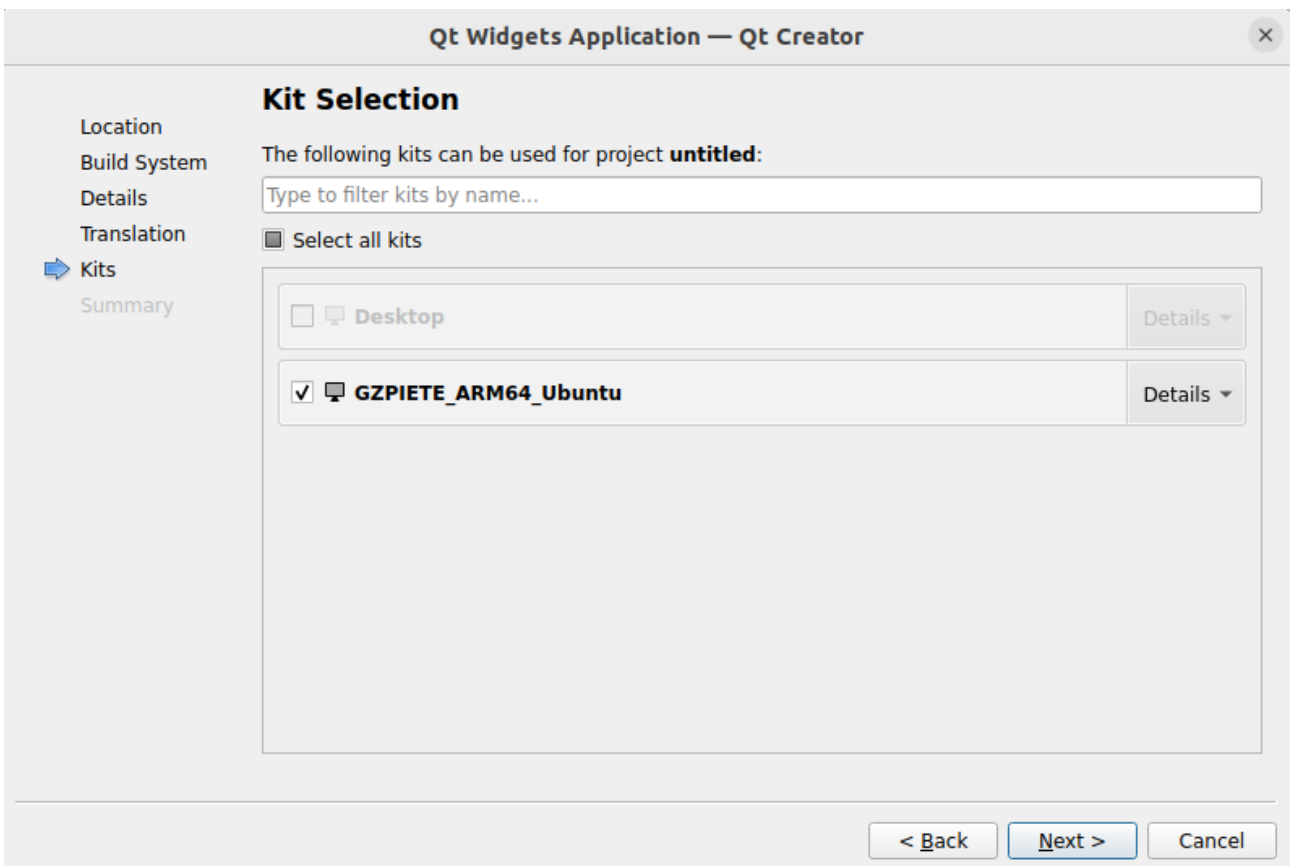 Qt Widgets Application — Qt Creator
Location
Build System
Details
Translation
Kits
Summary
Kit Selection
The following kits can be used for project untitled:
Type to filter kits by name...
Select all kits
Desktop
Details
GZPIETE_ARM64_Ubuntu
Details
< Back
Next >
Cancel